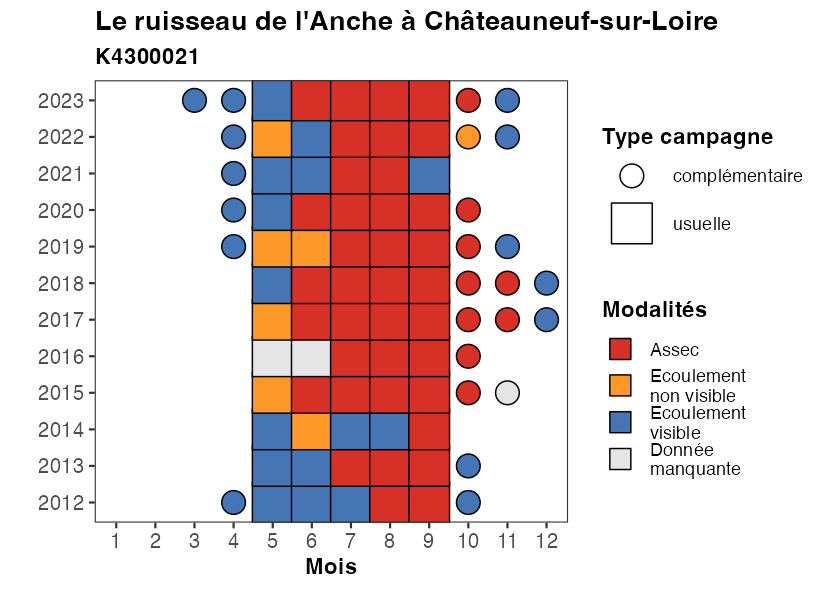 Le ruisseau de l'Anche à Châteauneuf-sur-Loire
K4300021
2023
2022
2021
2020
2019
2018
2017
2016
2015
2014
2013
2012
1 2 3 4 5 6 7 8 9 10 11 12
Mois
Type campagne
complémentaire
usuelle
Modalités
Assec
Ecoulement
non visible
Ecoulement
visible
Donnée
manquante